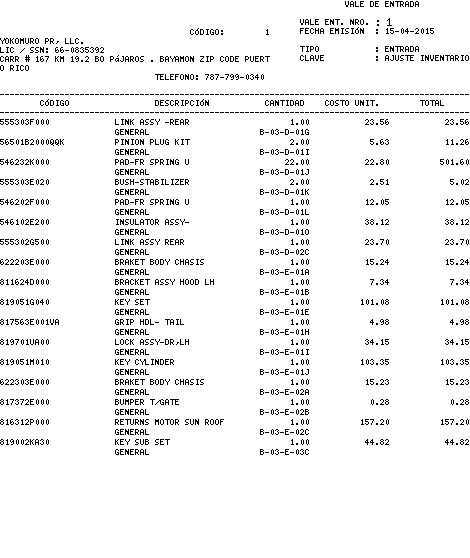 VALE DE ENTRADA
VALE ENT. NRO. : 1
CÓDIGO: 1 FECHA EMISIÓN : 15-04-2015
YOKOMURO PR, LLC.
LIC / SSN: 66-0835392 TIPO : ENTRADA
CARR # 167 KM 19.2 BO PÁJAROS . BAYAMON ZIP CODE PUERT CLAVE : AJUSTE INVENTARIO
O RICO
TELEFONO: 787-799-0340
CÓDIGO DESCRIPCIÓN CANTIDAD COSTO UNIT. TOTAL
555303F000 LINK ASSY -REAR 1.00 23.56 23.56
GENERAL B-03-D-01G
56501B2000QQK PINION PLUG KIT 2.00 5.63 11.26
GENERAL B-03-D-01I
546232K000 PAD-FR SPRING U 22.00 22.80 501.60
GENERAL B-03-D-01J
555303E020 BUSH-STABILIZER 2.00 2.51 5.02
GENERAL B-03-D-01K
546202F000 PAD-FR SPRING U 1.00 12.05 12.05
GENERAL B-03-D-01L
546102E200 INSULATOR ASSY- 1.00 38.12 38.12
GENERAL B-03-D-01O
555302G500 LINK ASSY REAR 1.00 23.70 23.70
GENERAL B-03-D-02C
622203E000 BRAKET BODY CHASIS 1.00 15.24 15.24
GENERAL B-03-E-01A
811624D000 BRACKET ASSY HOOD LH 1.00 7.34 7.34
GENERAL B-03-E-01B
819051G040 KEY SET 1.00 101.08 101.08
GENERAL B-03-E-01E
817563E001VA GRIP HDL- TAIL 1.00 4.98 4.98
GENERAL B-03-E-01H
819701UA00 LOCK ASSY-DR,LH 1.00 34.15 34.15
GENERAL B-03-E-01I
819051M010 KEY CYLINDER 1.00 103.35 103.35
GENERAL B-03-E-01J
622303E000 BRAKET BODY CHASIS 1.00 15.23 15.23
GENERAL B-03-E-02A
817372E000 BUMPER T/GATE 1.00 0.28 0.28
GENERAL B-03-E-02B
816312P000 RETURNS MOTOR SUN ROOF 1.00 157.20 157.20
GENERAL B-03-E-02C
819002KA30 KEY SUB SET 1.00 44.82 44.82
GENERAL B-03-E-03C